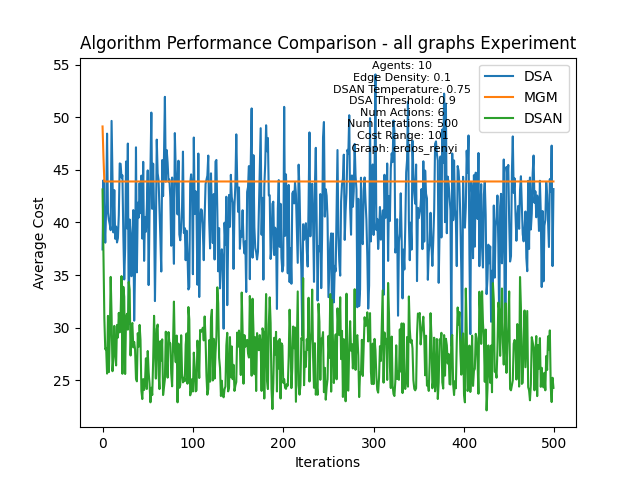 Algorithm Performance Comparison - all graphs Experiment
Agents: 10
Edge Density: 0.1
DSAN Temperature: 0.75
DSA Threshold: 0.9
Num Actions: 6
Num Iterations: 500
Cost Range: 101
Graph: erdos_renyi
DSA
MGM
DSAN
Average Cost
55
50
45
40
35
30
25
0
100
200
300
400
500
Iterations